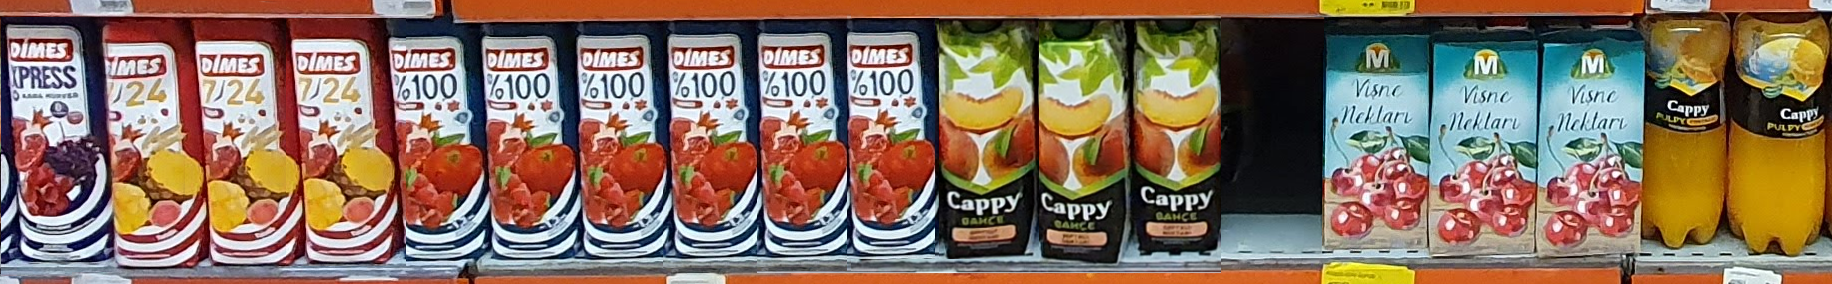 DİMES
XPRESS
KARA HAVUÇ
DİMES
7/24
DİMES
7/24
DİMES
7/24
DİMES
%100
DİMES
%100
DİMES
%100
DİMES
%100
DİMES
%100
DİMES
%100
Cappy
BAHÇE
Cappy
BAHÇE
Cappy
BAHÇE
M
Vişne
Nektarı
M
Vişne
Nektarı
M
Vişne
Nektarı
Cappy
PULPY
Cappy
PULPY